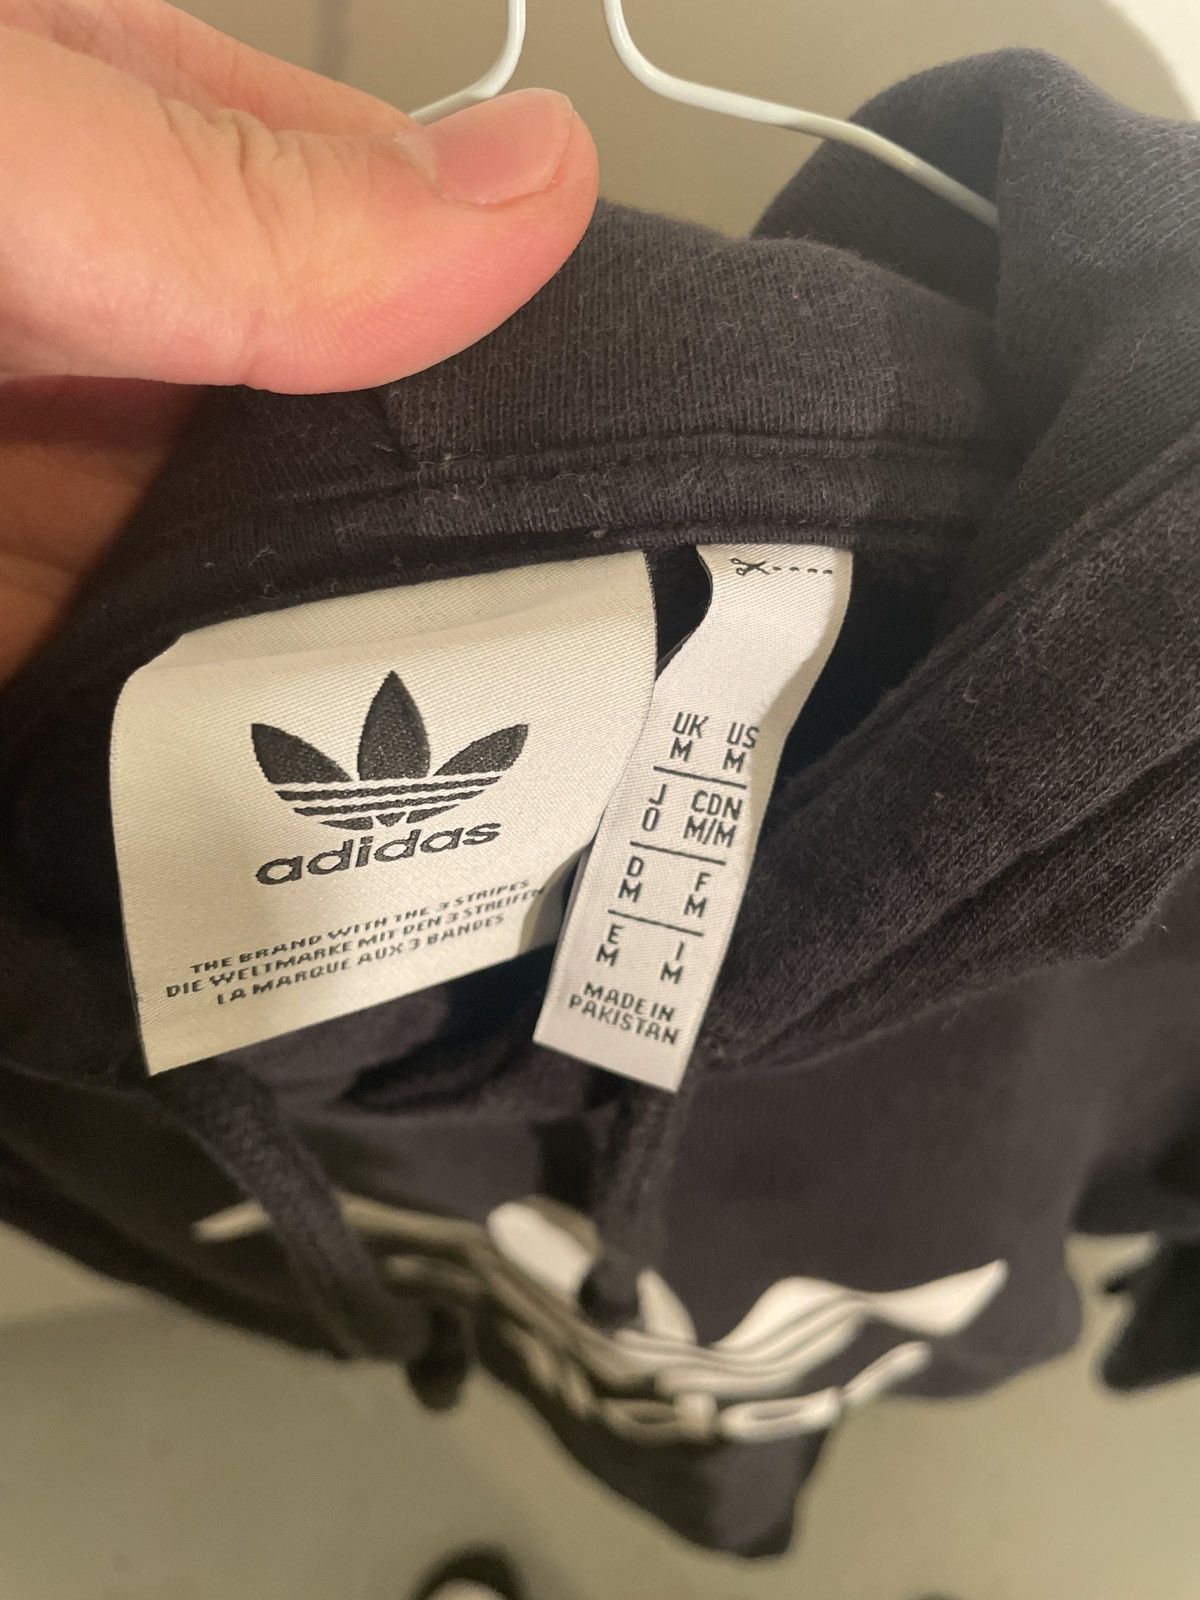 adidas
THE BRAND WITH THE 3 STRIPES
DIE WELTMARKE MIT DEN 3 STREIFEN
LA MARQUE AUX 3 BANDES
UK US
M M
J CDN
O M/M
D F
M M
E I
M M
MADE IN
PAKISTAN